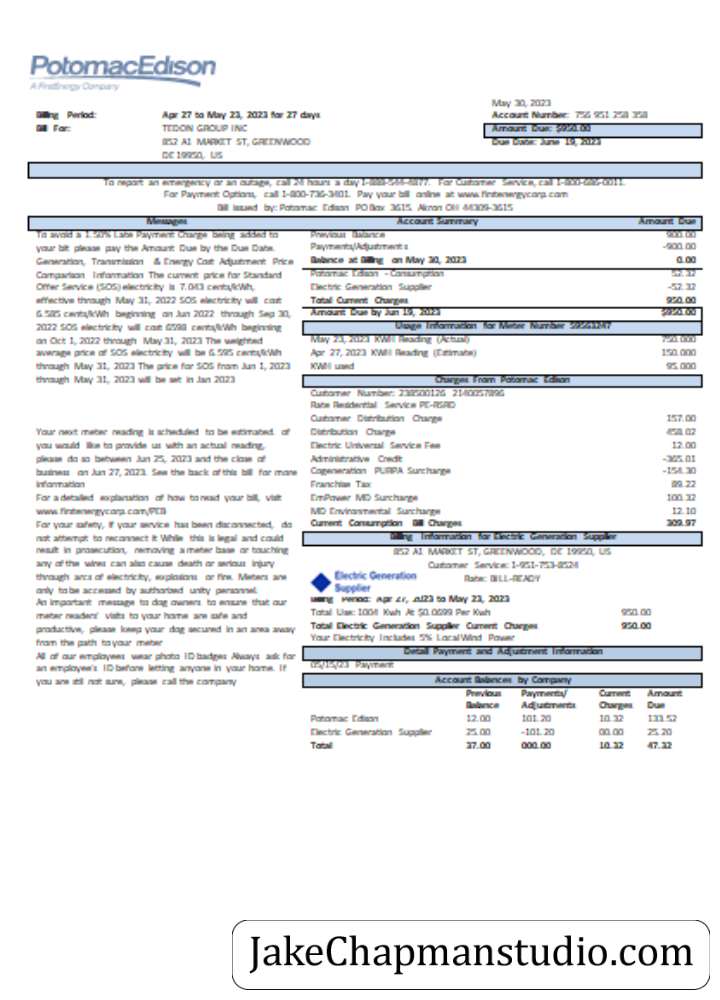 PotomacEdison
A FirstEnergy Company
May 30, 2023
Billing Period: Apr 27 to May 23, 2023 for 27 days
Account Number: 756 951 258 358
Bill For: TEDON GROUP INC
Amount Due: $950.00
852 A1 MARKET ST, GREENWOOD
Due Date: June 19, 2023
DE 19950, US
To report an emergency or an outage, call 24 hours a day 1-888-544-4877. For Customer Service, call 1-800-686-0011.
For Payment Options, call 1-800-736-3401. Pay your bill online at www.firstenergycorp.com
Bill issued by: Potomac Edison PO Box 3615, Akron OH 44309-3615
Messages
To avoid a 1.50% Late Payment Charge being added to
your bill please pay the Amount Due by the Due Date.
Generation, Transmission & Energy Cost Adjustment Price
Comparison Information The current price for Standard
Offer Service (SOS) electricity is 7.043 cents/kWh,
effective through May 31, 2022 SOS electricity will cost
6.585 cents/kWh beginning on Jun 2022 through Sep 30,
2022 SOS electricity will cost 6598 cents/kWh beginning
on Oct 1, 2022 through May 31, 2023 The weighted
average price of SOS electricity will be 6.595 cents/kWh
through May 31, 2023 The price for SOS from Jun 1, 2023
through May 31, 2023 will be set in Jan 2023
Your next meter reading is scheduled to be estimated. of
you would like to provide us with an actual reading,
please do so between Jun 25, 2023 and the close of
business on Jun 27, 2023. See the back of this bill for more
information
For a detailed explanation of how to read your bill, visit
www.firstenergycorp.com/PEB
For your safety, if your service has been disconnected, do
not attempt to reconnect it While this is legal and could
result in prosecution, removing a meter base or touching
any of the wires can also cause death or serious injury
through arcs of electricity, explosions or fire. Meters are
only to be accessed by authorized unity personnel.
An important message to dog owners to ensure that our
meter readers' visits to your home are safe and
productive, please keep your dog secured in an area away
from the path to your meter
All of our employees wear photo ID badges Always ask for
an employee's ID before letting anyone in your home. If
you are still not sure, please call the company
Account Summary Amount Due
Previous Balance 900.00
Payments/Adjustments -900.00
Balance at Billing on May 30, 2023 0.00
Potomac Edison - Consumption 52.32
Electric Generation Supplier -52.32
Total Current Charges 950.00
Amount Due by Jun 19, 2023 $950.00
Usage Information for Meter Number S9563247
May 23, 2023 KWH Reading (Actual) 750.000
Apr 27, 2023 KWH Reading (Estimate) 150.000
KWH used 95.000
Charges From Potomac Edison
Customer Number: 238500126 2140057896
Rate Residential Service PE-RSRD
Customer Distribution Charge 157.00
Distribution Charge 458.02
Electric Universal Service Fee 12.00
Administrative Credit -365.01
Cogeneration PURPA Surcharge -154.30
Franchise Tax 89.22
EmPower MD Surcharge 100.32
MD Environmental Surcharge 12.10
Current Consumption Bill Charges 309.97
Billing Information for Electric Generation Supplier
852 A1 MARKET ST, GREENWOOD, DE 19950, US
Customer Service: 1-951-753-8524
Electric Generation
Supplier
Rate: BILL-READY
Billing Period: Apr 27, 2023 to May 23, 2023
Total Use: 1004 Kwh At $0.0699 Per Kwh 950.00
Total Electric Generation Supplier Current Charges 950.00
Your Electricity Includes 5% Local Wind Power
Detail Payment and Adjustment Information
05/15/23 Payment
Account Balances by Company
Previous Payments/ Current Amount
Balance Adjustments Charges Due
Potomac Edison 12.00 101.20 10.32 133.52
Electric Generation Supplier 25.00 -101.20 00.00 25.20
Total 37.00 000.00 10.32 47.32
JakeChapmanstudio.com